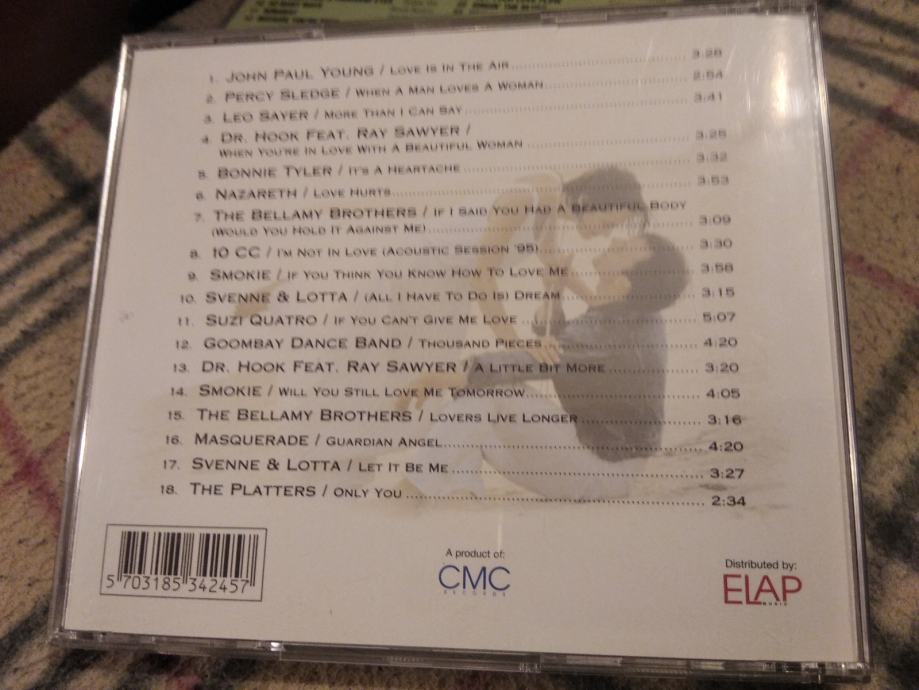 1. JOHN PAUL YOUNG / LOVE IS IN THE AIR 3:28
2. PERCY SLEDGE / WHEN A MAN LOVES A WOMAN 2:54
3. LEO SAYER / MORE THAN I CAN SAY 3:41
4. DR. HOOK FEAT. RAY SAWYER /
WHEN YOU'RE IN LOVE WITH A BEAUTIFUL WOMAN 3:25
5. BONNIE TYLER / IT'S A HEARTACHE 3:32
6. NAZARETH / LOVE HURTS 3:53
7. THE BELLAMY BROTHERS / IF I SAID YOU HAD A BEAUTIFUL BODY
(WOULD YOU HOLD IT AGAINST ME) 3:09
8. 10 CC / I'M NOT IN LOVE (ACOUSTIC SESSION '95) 3:30
9. SMOKIE / IF YOU THINK YOU KNOW HOW TO LOVE ME 3:58
10. SVENNE & LOTTA / (ALL I HAVE TO DO IS) DREAM 3:15
11. SUZI QUATRO / IF YOU CAN'T GIVE ME LOVE 5:07
12. GOOMBAY DANCE BAND / THOUSAND PIECES 4:20
13. DR. HOOK FEAT. RAY SAWYER / A LITTLE BIT MORE 3:20
14. SMOKIE / WILL YOU STILL LOVE ME TOMORROW 4:05
15. THE BELLAMY BROTHERS / LOVERS LIVE LONGER 3:16
16. MASQUERADE / GUARDIAN ANGEL 4:20
17. SVENNE & LOTTA / LET IT BE ME 3:27
18. THE PLATTERS / ONLY YOU 2:34
5 703185 342457
A product of:
CMC
RECORDS
Distributed by:
ELAP
MUSIC